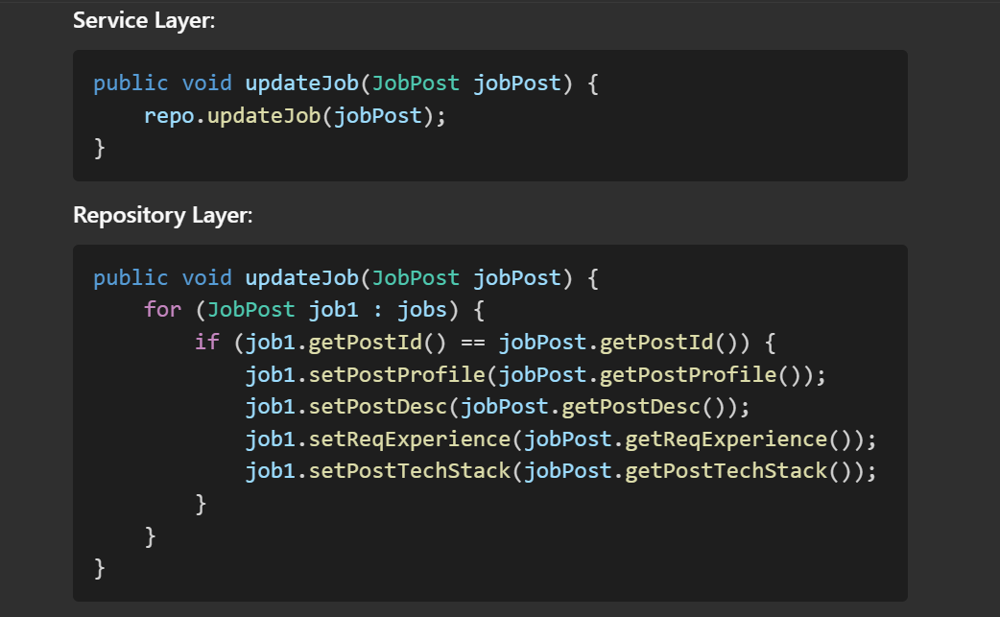 Service Layer:
public void updateJob(JobPost jobPost) {
    repo.updateJob(jobPost);
}
Repository Layer:
public void updateJob(JobPost jobPost) {
    for (JobPost job1 : jobs) {
        if (job1.getPostId() == jobPost.getPostId()) {
            job1.setPostProfile(jobPost.getPostProfile());
            job1.setPostDesc(jobPost.getPostDesc());
            job1.setReqExperience(jobPost.getReqExperience());
            job1.setPostTechStack(jobPost.getPostTechStack());
        }
    }
}